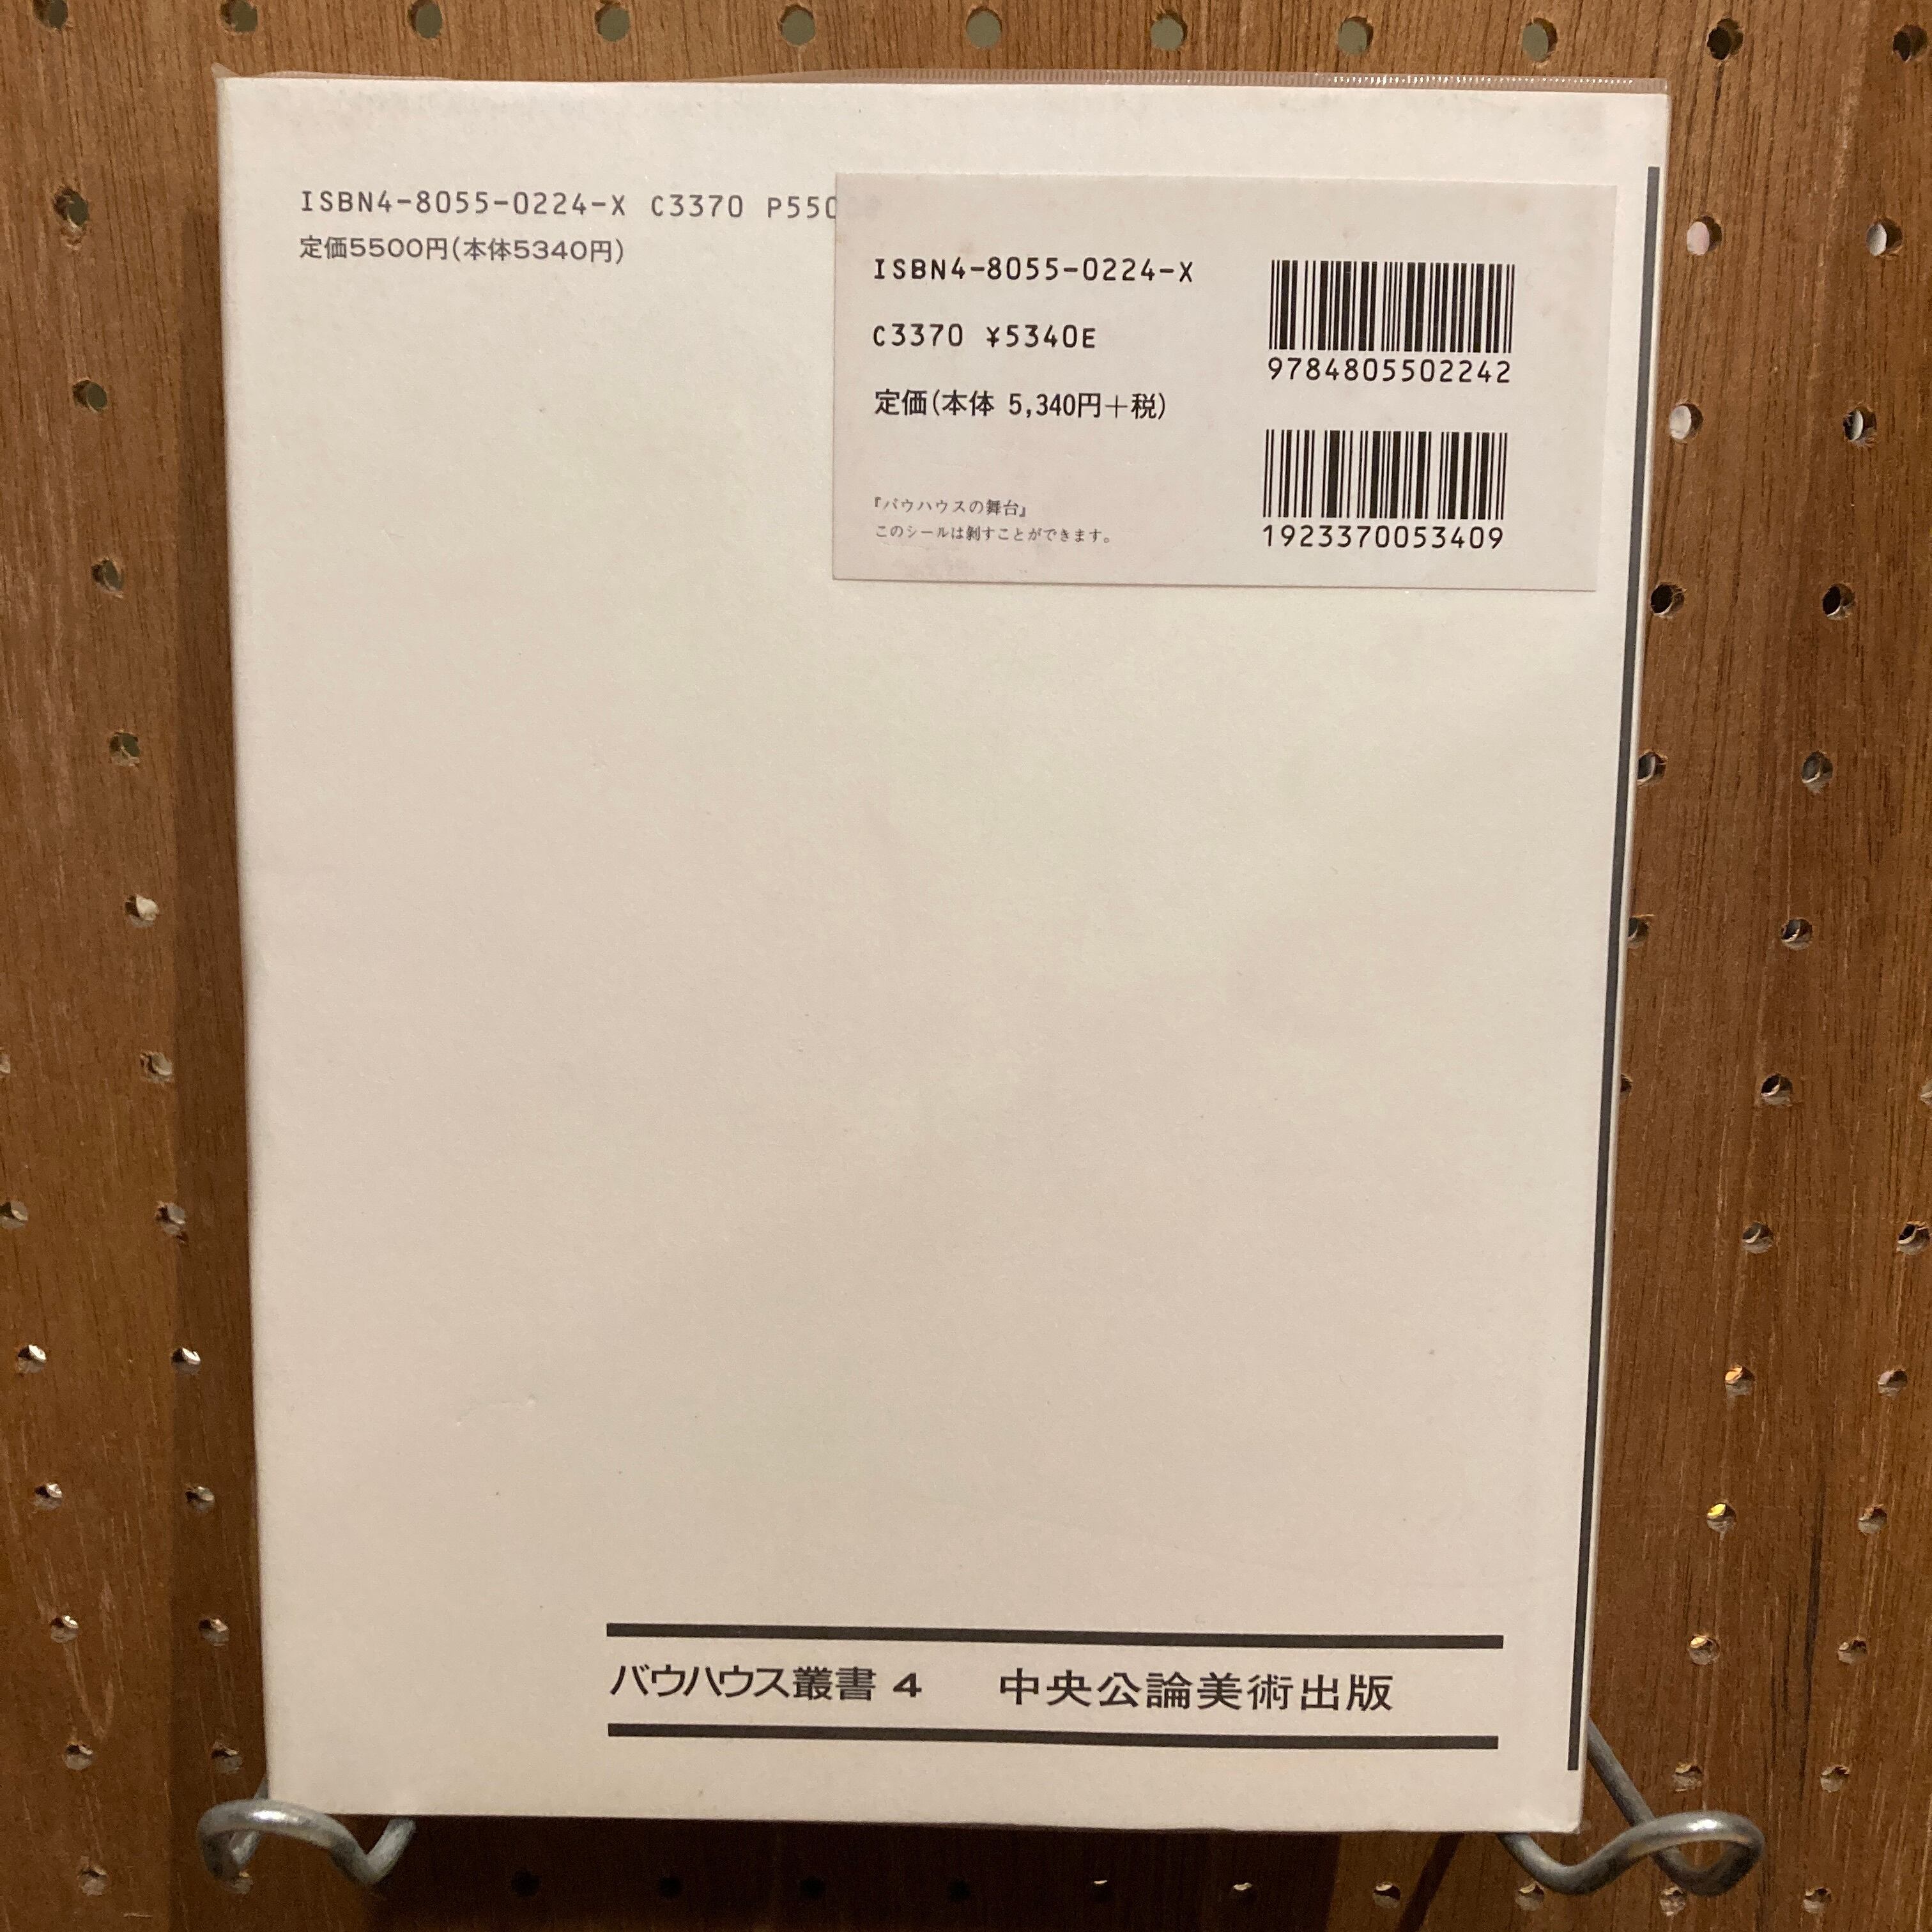 ISBN4-8055-0224-X C3370 P550
定価5500円(本体5340円)
ISBN4-8055-0224-X
C3370 ¥5340E
定価(本体 5,340円+税)
『バウハウスの舞台』
このシールは剝すことができます。
9784805502242
1923370053409
バウハウス叢書 4 中央公論美術出版